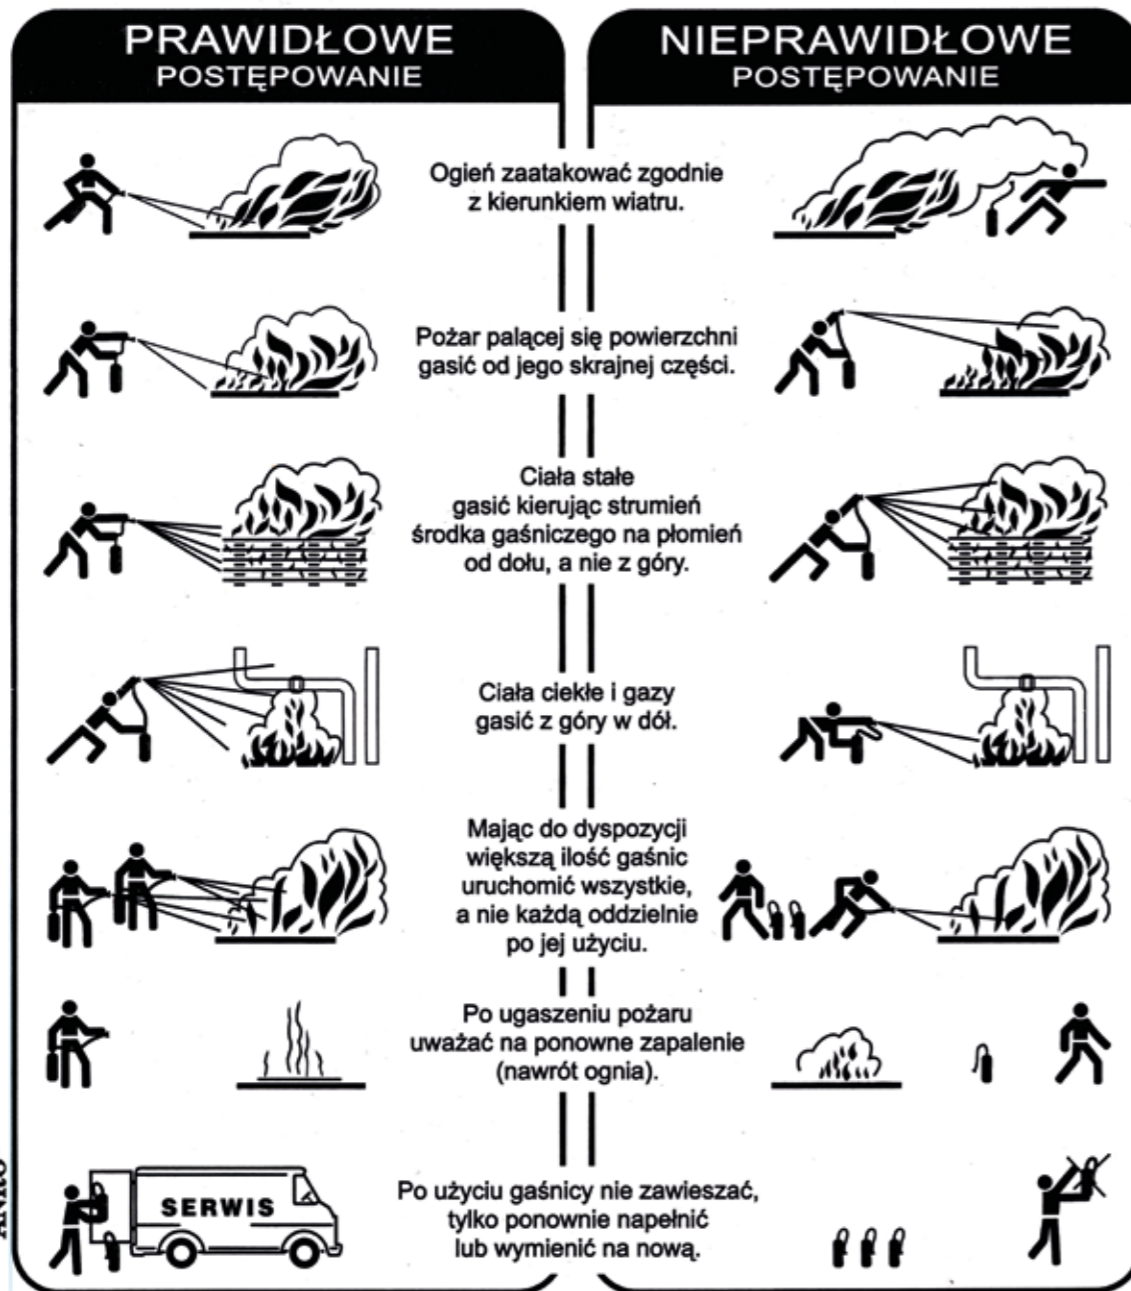 PRAWIDŁOWE
POSTĘPOWANIE
NIEPRAWIDŁOWE
POSTĘPOWANIE
Ogień zaatakować zgodnie
z kierunkiem wiatru.
Pożar palącej się powierzchni
gasić od jego skrajnej części.
Ciała stałe
gasić kierując strumień
środka gaśniczego na płomień
od dołu, a nie z góry.
Ciała ciekłe i gazy
gasić z góry w dół.
Mając do dyspozycji
większą ilość gaśnic
uruchomić wszystkie,
a nie każdą oddzielnie
po jej użyciu.
Po ugaszeniu pożaru
uważać na ponowne zapalenie
(nawrót ognia).
SERWIS
Po użyciu gaśnicy nie zawieszać,
tylko ponownie napełnić
lub wymienić na nową.